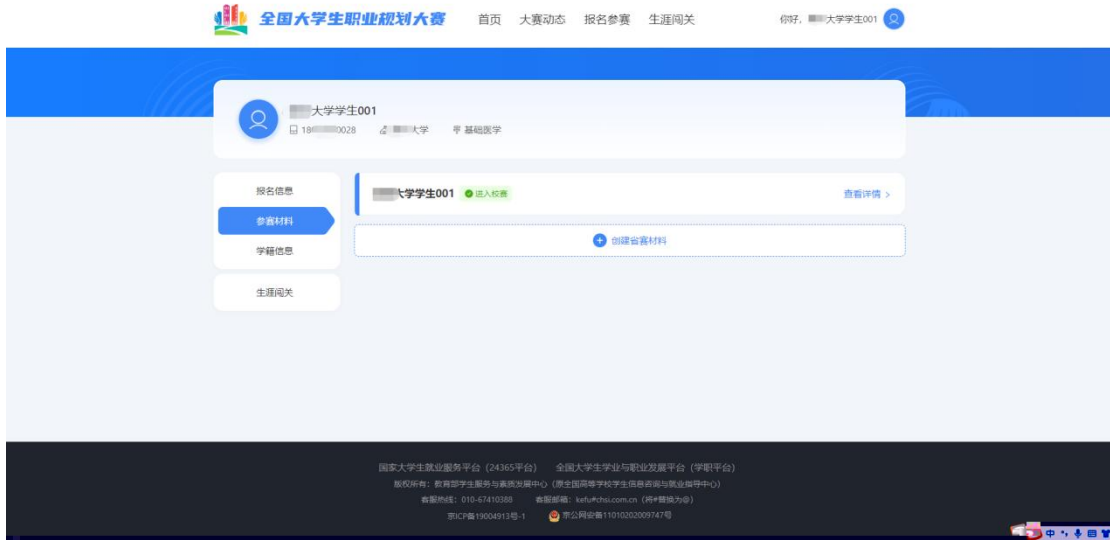 全国大学生职业规划大赛 首页 大赛动态 报名参赛 生涯闯关 你好, 大学学生001
大学学生001
18 0028 大学 基础医学
报名信息
参赛材料
学籍信息
生涯闯关
大学学生001 进入校赛 查看详情 >
创建省赛材料
国家大学生就业服务平台 (24365平台) 全国大学生学业与职业发展平台 (学职平台)
版权所有: 教育部学生服务与素质发展中心 (原全国高等学校学生信息咨询与就业指导中心)
客服热线: 010-67410388 客服邮箱: kefu#chsi.com.cn (将#替换为@)
京ICP备19004913号-1 京公网安备11010202009747号
中